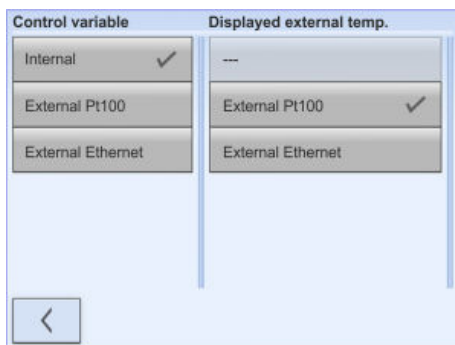 Control variable
Displayed external temp.
Internal
---
External Pt100
External Pt100
External Ethernet
External Ethernet